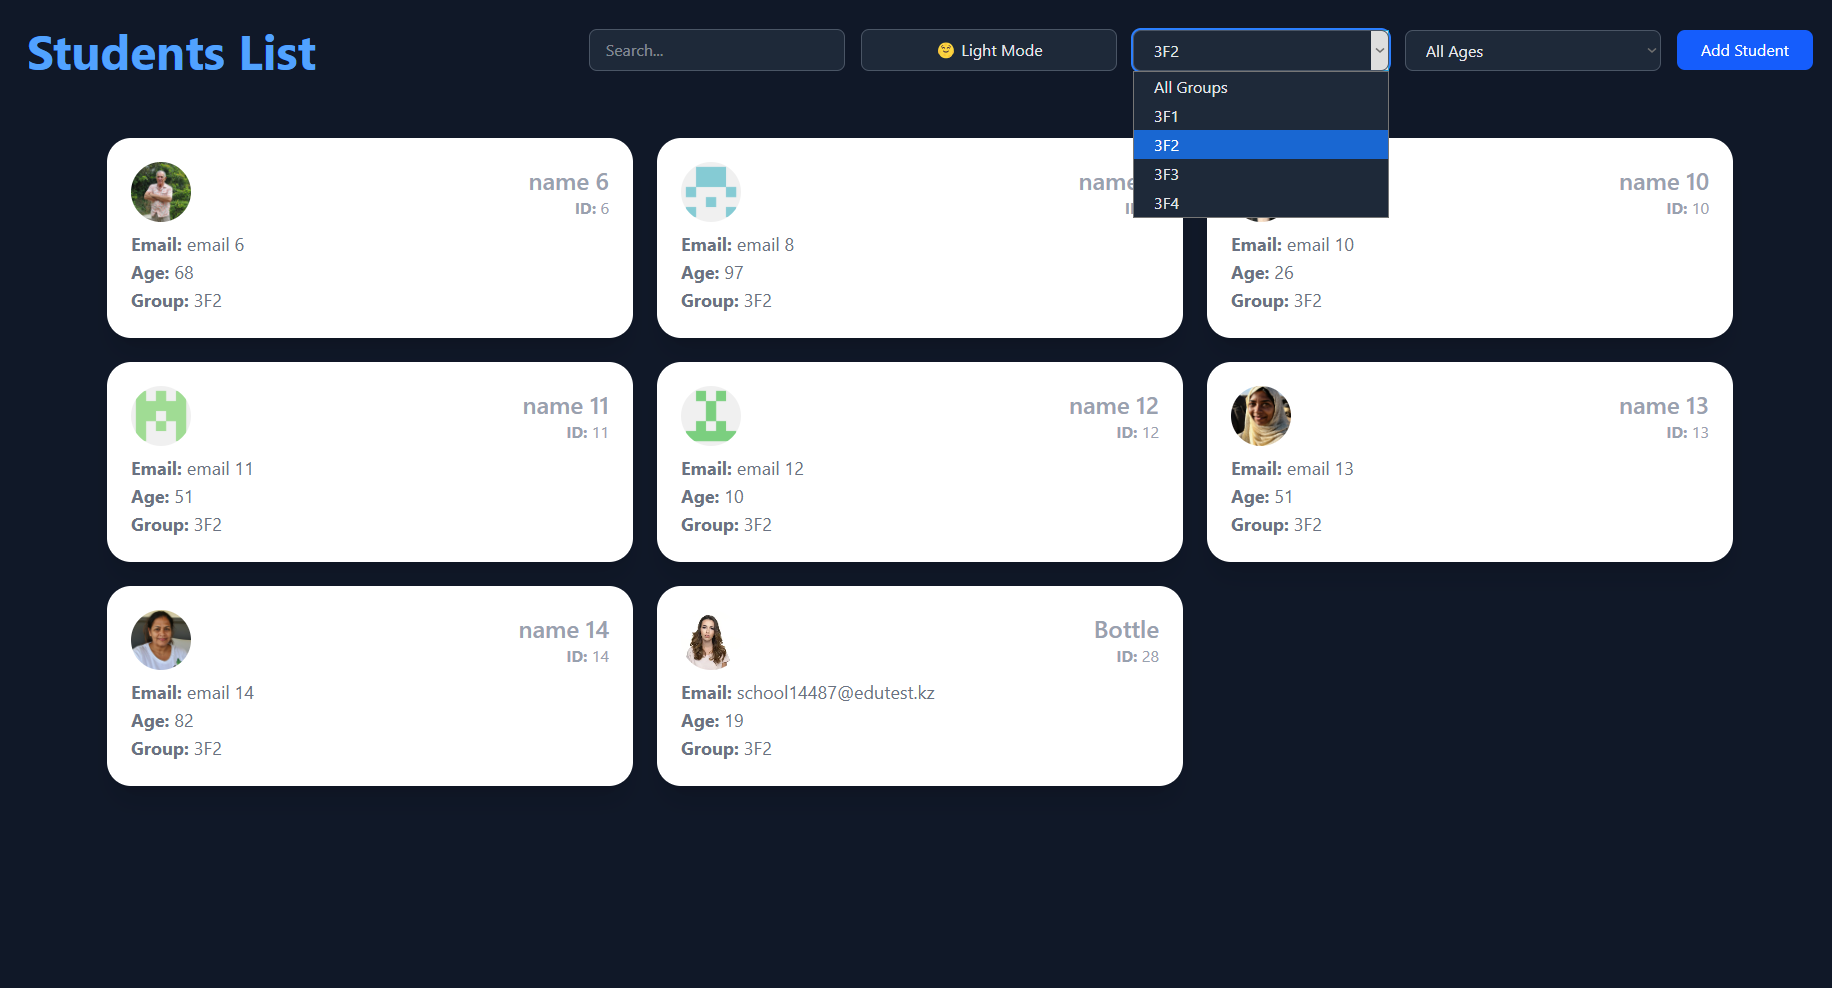 Students List
Search...
Light Mode
3F2
All Ages
Add Student
All Groups
3F1
3F2
3F3
3F4
name 6
ID: 6
Email: email 6
Age: 68
Group: 3F2
name
Email: email 8
Age: 97
Group: 3F2
name 10
ID: 10
Email: email 10
Age: 26
Group: 3F2
name 11
ID: 11
Email: email 11
Age: 51
Group: 3F2
name 12
ID: 12
Email: email 12
Age: 10
Group: 3F2
name 13
ID: 13
Email: email 13
Age: 51
Group: 3F2
name 14
ID: 14
Email: email 14
Age: 82
Group: 3F2
Bottle
ID: 28
Email: school14487@edutest.kz
Age: 19
Group: 3F2